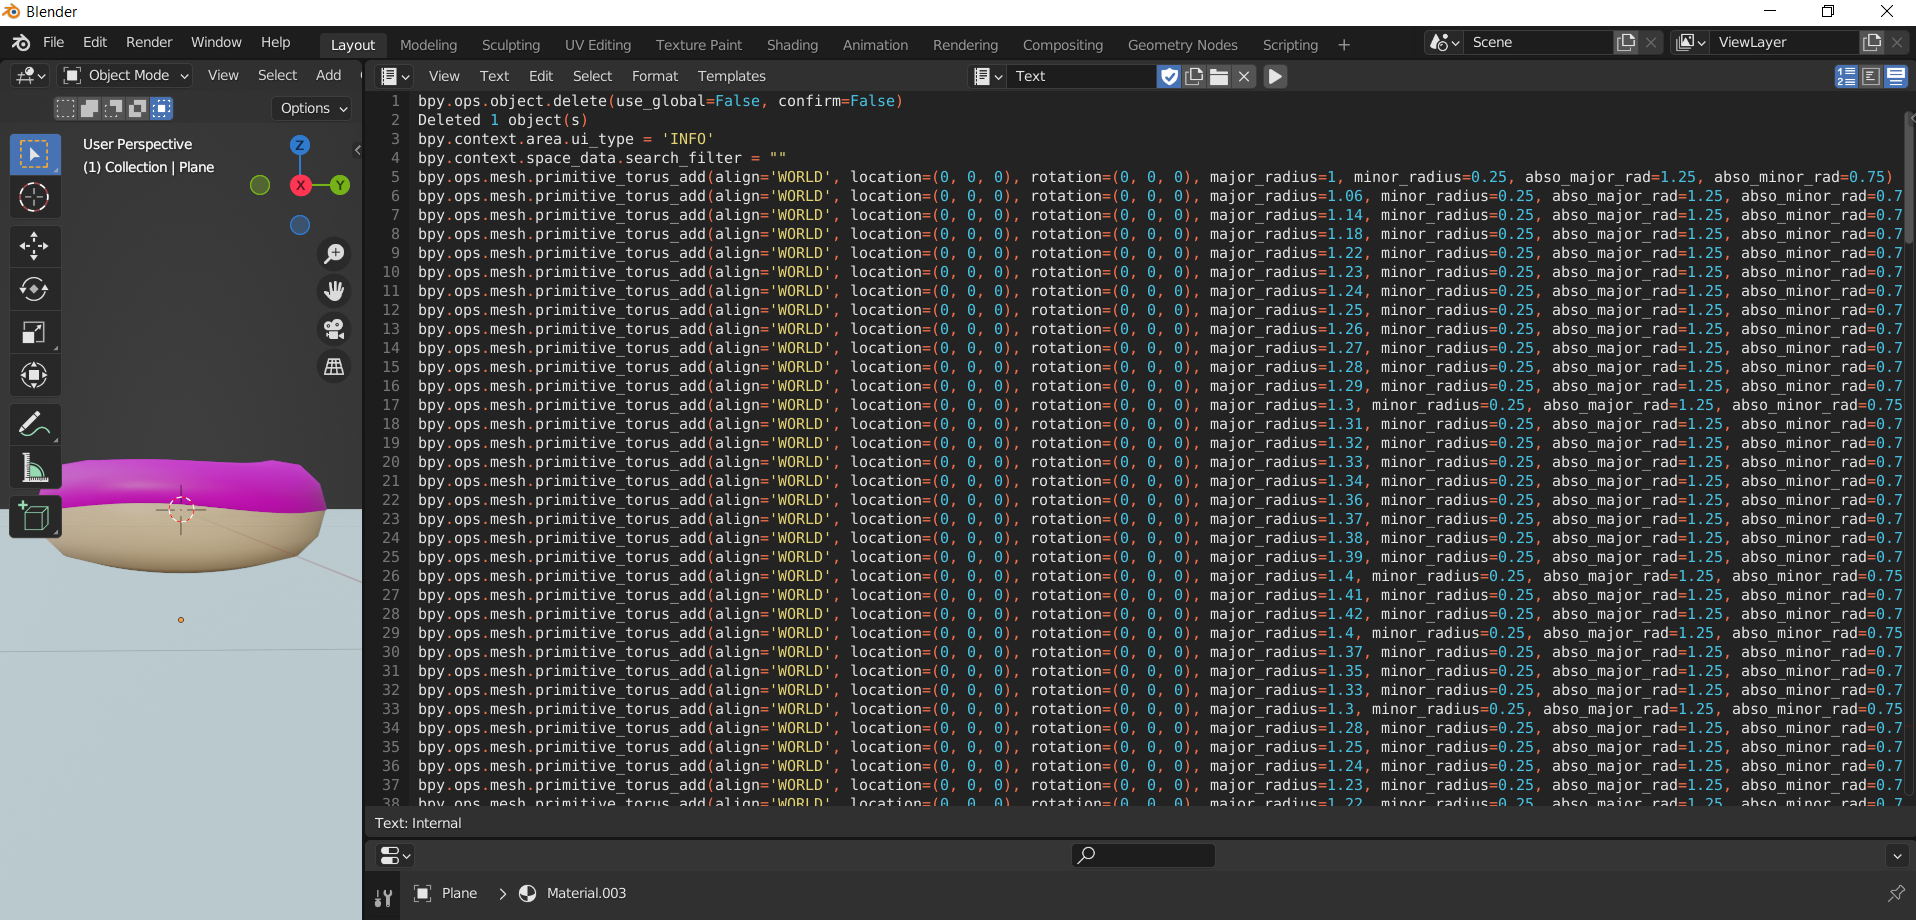 Blender
File Edit Render Window Help Layout Modeling Sculpting UV Editing Texture Paint Shading Animation Rendering Compositing Geometry Nodes Scripting + Scene ViewLayer
Object Mode View Select Add View Text Edit Select Format Templates Text
Options
User Perspective
(1) Collection | Plane
Z
X
Y
1 bpy.ops.object.delete(use_global=False, confirm=False)
2 Deleted 1 object(s)
3 bpy.context.area.ui_type = 'INFO'
4 bpy.context.space_data.search_filter = ""
5 bpy.ops.mesh.primitive_torus_add(align='WORLD', location=(0, 0, 0), rotation=(0, 0, 0), major_radius=1, minor_radius=0.25, abso_major_rad=1.25, abso_minor_rad=0.75)
6 bpy.ops.mesh.primitive_torus_add(align='WORLD', location=(0, 0, 0), rotation=(0, 0, 0), major_radius=1.06, minor_radius=0.25, abso_major_rad=1.25, abso_minor_rad=0.7
7 bpy.ops.mesh.primitive_torus_add(align='WORLD', location=(0, 0, 0), rotation=(0, 0, 0), major_radius=1.14, minor_radius=0.25, abso_major_rad=1.25, abso_minor_rad=0.7
8 bpy.ops.mesh.primitive_torus_add(align='WORLD', location=(0, 0, 0), rotation=(0, 0, 0), major_radius=1.18, minor_radius=0.25, abso_major_rad=1.25, abso_minor_rad=0.7
9 bpy.ops.mesh.primitive_torus_add(align='WORLD', location=(0, 0, 0), rotation=(0, 0, 0), major_radius=1.22, minor_radius=0.25, abso_major_rad=1.25, abso_minor_rad=0.7
10 bpy.ops.mesh.primitive_torus_add(align='WORLD', location=(0, 0, 0), rotation=(0, 0, 0), major_radius=1.23, minor_radius=0.25, abso_major_rad=1.25, abso_minor_rad=0.7
11 bpy.ops.mesh.primitive_torus_add(align='WORLD', location=(0, 0, 0), rotation=(0, 0, 0), major_radius=1.24, minor_radius=0.25, abso_major_rad=1.25, abso_minor_rad=0.7
12 bpy.ops.mesh.primitive_torus_add(align='WORLD', location=(0, 0, 0), rotation=(0, 0, 0), major_radius=1.25, minor_radius=0.25, abso_major_rad=1.25, abso_minor_rad=0.7
13 bpy.ops.mesh.primitive_torus_add(align='WORLD', location=(0, 0, 0), rotation=(0, 0, 0), major_radius=1.26, minor_radius=0.25, abso_major_rad=1.25, abso_minor_rad=0.7
14 bpy.ops.mesh.primitive_torus_add(align='WORLD', location=(0, 0, 0), rotation=(0, 0, 0), major_radius=1.27, minor_radius=0.25, abso_major_rad=1.25, abso_minor_rad=0.7
15 bpy.ops.mesh.primitive_torus_add(align='WORLD', location=(0, 0, 0), rotation=(0, 0, 0), major_radius=1.28, minor_radius=0.25, abso_major_rad=1.25, abso_minor_rad=0.7
16 bpy.ops.mesh.primitive_torus_add(align='WORLD', location=(0, 0, 0), rotation=(0, 0, 0), major_radius=1.29, minor_radius=0.25, abso_major_rad=1.25, abso_minor_rad=0.7
17 bpy.ops.mesh.primitive_torus_add(align='WORLD', location=(0, 0, 0), rotation=(0, 0, 0), major_radius=1.3, minor_radius=0.25, abso_major_rad=1.25, abso_minor_rad=0.75
18 bpy.ops.mesh.primitive_torus_add(align='WORLD', location=(0, 0, 0), rotation=(0, 0, 0), major_radius=1.31, minor_radius=0.25, abso_major_rad=1.25, abso_minor_rad=0.7
19 bpy.ops.mesh.primitive_torus_add(align='WORLD', location=(0, 0, 0), rotation=(0, 0, 0), major_radius=1.32, minor_radius=0.25, abso_major_rad=1.25, abso_minor_rad=0.7
20 bpy.ops.mesh.primitive_torus_add(align='WORLD', location=(0, 0, 0), rotation=(0, 0, 0), major_radius=1.33, minor_radius=0.25, abso_major_rad=1.25, abso_minor_rad=0.7
21 bpy.ops.mesh.primitive_torus_add(align='WORLD', location=(0, 0, 0), rotation=(0, 0, 0), major_radius=1.34, minor_radius=0.25, abso_major_rad=1.25, abso_minor_rad=0.7
22 bpy.ops.mesh.primitive_torus_add(align='WORLD', location=(0, 0, 0), rotation=(0, 0, 0), major_radius=1.36, minor_radius=0.25, abso_major_rad=1.25, abso_minor_rad=0.7
23 bpy.ops.mesh.primitive_torus_add(align='WORLD', location=(0, 0, 0), rotation=(0, 0, 0), major_radius=1.37, minor_radius=0.25, abso_major_rad=1.25, abso_minor_rad=0.7
24 bpy.ops.mesh.primitive_torus_add(align='WORLD', location=(0, 0, 0), rotation=(0, 0, 0), major_radius=1.38, minor_radius=0.25, abso_major_rad=1.25, abso_minor_rad=0.7
25 bpy.ops.mesh.primitive_torus_add(align='WORLD', location=(0, 0, 0), rotation=(0, 0, 0), major_radius=1.39, minor_radius=0.25, abso_major_rad=1.25, abso_minor_rad=0.7
26 bpy.ops.mesh.primitive_torus_add(align='WORLD', location=(0, 0, 0), rotation=(0, 0, 0), major_radius=1.4, minor_radius=0.25, abso_major_rad=1.25, abso_minor_rad=0.75
27 bpy.ops.mesh.primitive_torus_add(align='WORLD', location=(0, 0, 0), rotation=(0, 0, 0), major_radius=1.41, minor_radius=0.25, abso_major_rad=1.25, abso_minor_rad=0.7
28 bpy.ops.mesh.primitive_torus_add(align='WORLD', location=(0, 0, 0), rotation=(0, 0, 0), major_radius=1.42, minor_radius=0.25, abso_major_rad=1.25, abso_minor_rad=0.7
29 bpy.ops.mesh.primitive_torus_add(align='WORLD', location=(0, 0, 0), rotation=(0, 0, 0), major_radius=1.4, minor_radius=0.25, abso_major_rad=1.25, abso_minor_rad=0.75
30 bpy.ops.mesh.primitive_torus_add(align='WORLD', location=(0, 0, 0), rotation=(0, 0, 0), major_radius=1.37, minor_radius=0.25, abso_major_rad=1.25, abso_minor_rad=0.7
31 bpy.ops.mesh.primitive_torus_add(align='WORLD', location=(0, 0, 0), rotation=(0, 0, 0), major_radius=1.35, minor_radius=0.25, abso_major_rad=1.25, abso_minor_rad=0.7
32 bpy.ops.mesh.primitive_torus_add(align='WORLD', location=(0, 0, 0), rotation=(0, 0, 0), major_radius=1.33, minor_radius=0.25, abso_major_rad=1.25, abso_minor_rad=0.7
33 bpy.ops.mesh.primitive_torus_add(align='WORLD', location=(0, 0, 0), rotation=(0, 0, 0), major_radius=1.3, minor_radius=0.25, abso_major_rad=1.25, abso_minor_rad=0.75
34 bpy.ops.mesh.primitive_torus_add(align='WORLD', location=(0, 0, 0), rotation=(0, 0, 0), major_radius=1.28, minor_radius=0.25, abso_major_rad=1.25, abso_minor_rad=0.7
35 bpy.ops.mesh.primitive_torus_add(align='WORLD', location=(0, 0, 0), rotation=(0, 0, 0), major_radius=1.25, minor_radius=0.25, abso_major_rad=1.25, abso_minor_rad=0.7
36 bpy.ops.mesh.primitive_torus_add(align='WORLD', location=(0, 0, 0), rotation=(0, 0, 0), major_radius=1.24, minor_radius=0.25, abso_major_rad=1.25, abso_minor_rad=0.7
37 bpy.ops.mesh.primitive_torus_add(align='WORLD', location=(0, 0, 0), rotation=(0, 0, 0), major_radius=1.23, minor_radius=0.25, abso_major_rad=1.25, abso_minor_rad=0.7
38 bpy.ops.mesh.primitive_torus_add(align='WORLD', location=(0, 0, 0), rotation=(0, 0, 0), major_radius=1.22, minor_radius=0.25, abso_major_rad=1.25, abso_minor_rad=0.7
Text: Internal
Plane > Material.003